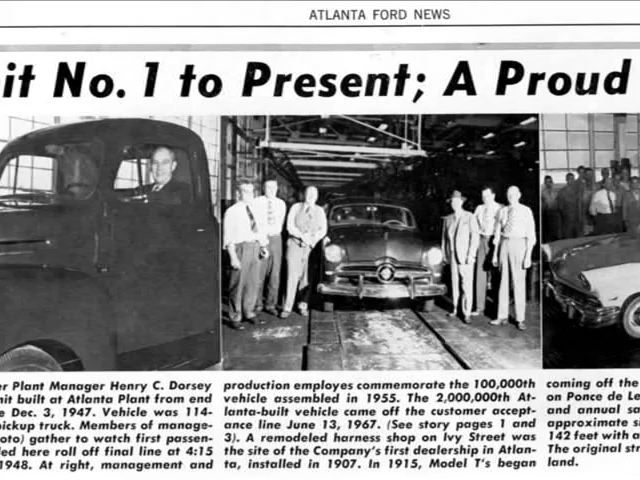 ATLANTA FORD NEWS
it No. 1 to Present; A Proud
er Plant Manager Henry C. Dorsey
nit built at Atlanta Plant from end
e Dec. 3, 1947. Vehicle was 114-
pickup truck. Members of manage-
oto) gather to watch first passen-
led here roll off final line at 4:15
1948. At right, management and
production employes commemorate the 100,000th
vehicle assembled in 1955. The 2,000,000th At-
lanta-built vehicle came off the customer accept-
ance line June 13, 1967. (See story pages 1 and
3). A remodeled harness shop on Ivy Street was
the site of the Company's first dealership in Atlan-
ta, installed in 1907. In 1915, Model T's began
coming off the
on Ponce de Le
and annual sa
approximate si
142 feet with a
The original str
land.